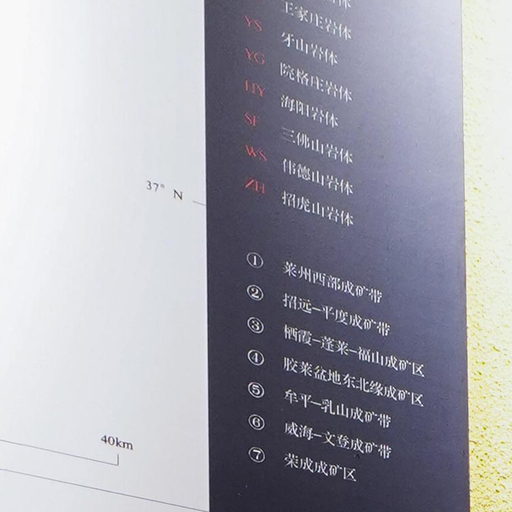 岩体
王家庄岩体
YS 牙山岩体
YG 院格庄岩体
HY 海阳岩体
SF 三佛山岩体
WS 伟德山岩体
ZH 招虎山岩体
37° N
① 莱州西部成矿带
② 招远–平度成矿带
③ 栖霞–蓬莱–福山成矿区
④ 胶莱盆地东北缘成矿区
⑤ 牟平–乳山成矿带
⑥ 威海–文登成矿带
⑦ 荣成成矿区
40km